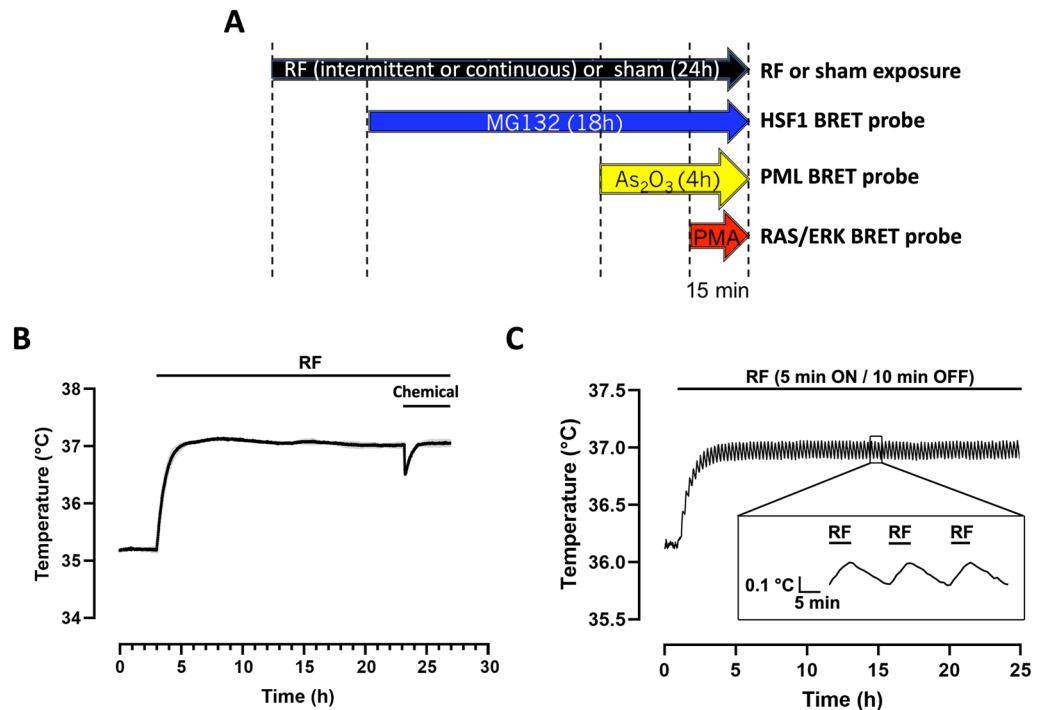 A
RF (intermittent or continuous) or sham (24h)
RF or sham exposure
MG132 (18h)
HSF1 BRET probe
As₂O₃ (4h)
PML BRET probe
PMA
RAS/ERK BRET probe
15 min
B
RF
Chemical
38
37
36
35
34
Temperature (°C)
0
5
10
15
20
25
30
Time (h)
C
RF (5 min ON / 10 min OFF)
37.5
37.0
36.5
36.0
35.5
Temperature (°C)
RF
RF
RF
0.1 °C
5 min
0
5
10
15
20
25
Time (h)